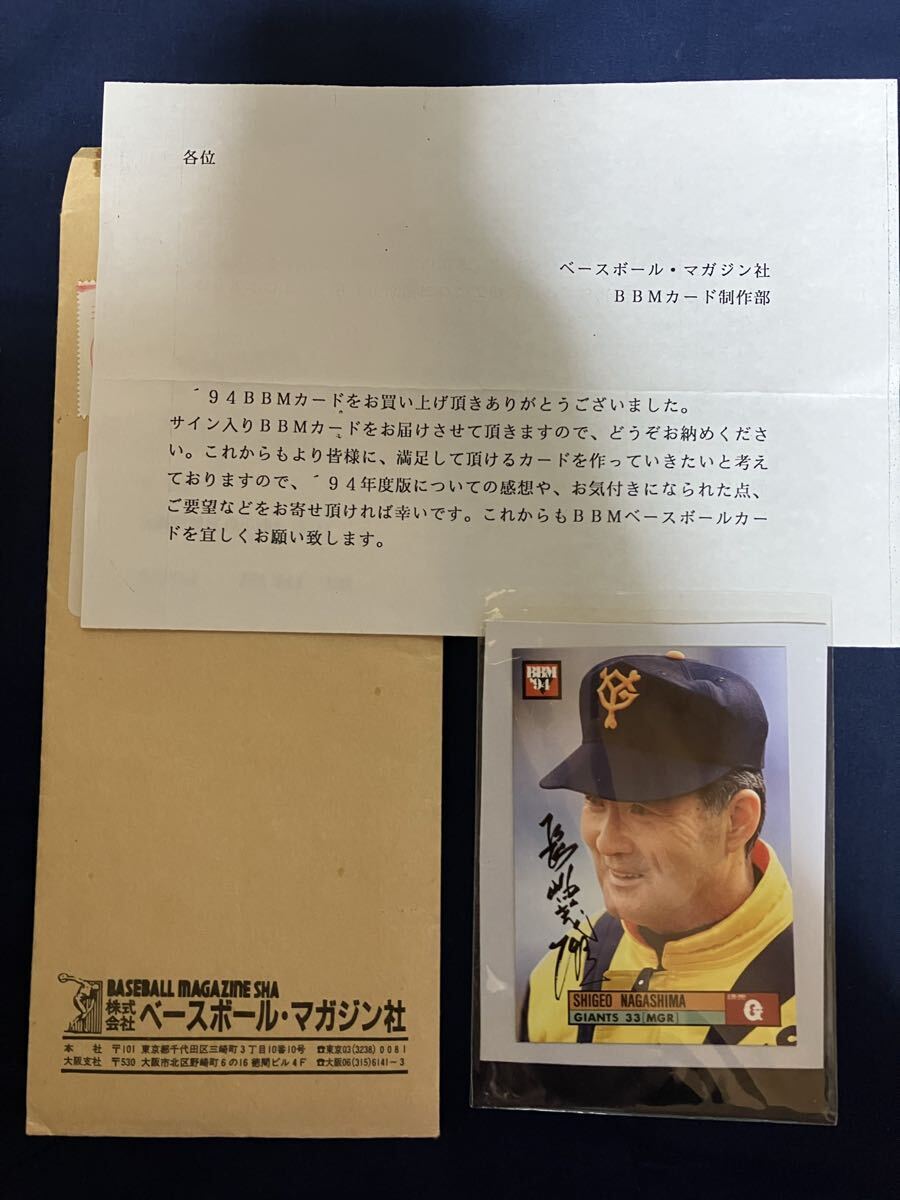 各位
ベースボール・マガジン社
ＢＢＭカード制作部
´９４ＢＢＭカードをお買い上げ頂きありがとうございました。
サイン入りＢＢＭカードをお届けさせて頂きますので、どうぞお納めくださ
い。これからもより皆様に、満足して頂けるカードを作っていきたいと考え
ておりますので、´９４年度版についての感想や、お気付きになられた点、
ご要望などをお寄せ頂ければ幸いです。これからもＢＢＭベースボールカー
ドを宜しくお願い致します。
BASEBALL MAGAZINE SHA
株式会社 ベースボール・マガジン社
本社 〒101 東京都千代田区三崎町3丁目10番10号 ☎東京03(3238)0081
大阪支社 〒530 大阪市北区野崎町6の16 徳間ビル4F ☎大阪06(315)6141−3
BBM
'94
長嶋茂雄
SHIGEO NAGASHIMA
GIANTS 33 [MGR]
G